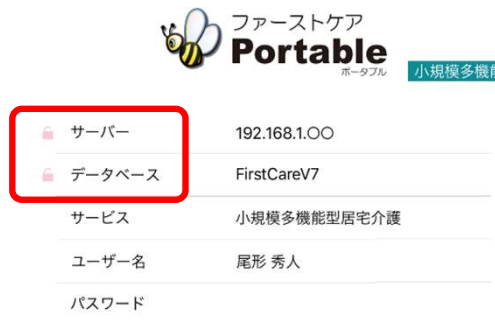 ファーストケア
Portable
ポータブル
小規模多機
サーバー 192.168.1.〇〇
データベース FirstCareV7
サービス 小規模多機能型居宅介護
ユーザー名 尾形 秀人
パスワード